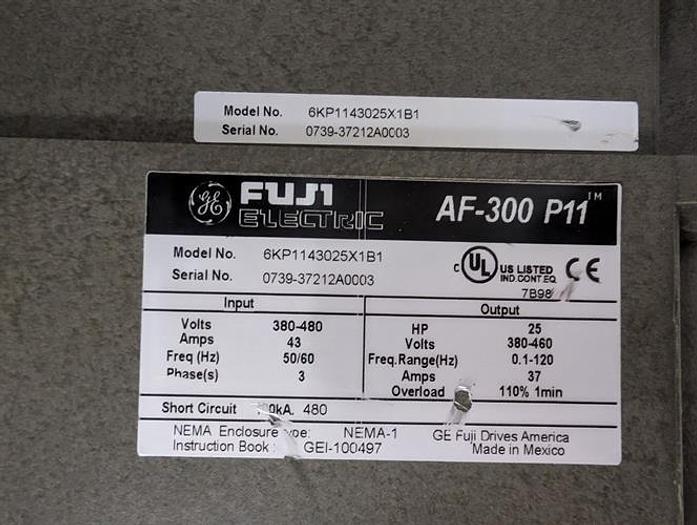 Model No. 6KP1143025X1B1
Serial No. 0739-37212A0003
GE FUJI ELECTRIC AF-300 P11™
Model No. 6KP1143025X1B1
Serial No. 0739-37212A0003
C UL US LISTED CE
IND.CONT.EQ.
7B98
Input Output
Volts 380-480 HP 25
Amps 43 Volts 380-460
Freq (Hz) 50/60 Freq.Range(Hz) 0.1-120
Phase(s) 3 Amps 37
Overload 110% 1min
Short Circuit 480
NEMA Enclosure NEMA-1 GE Fuji Drives America
Instruction Book : GEI-100497 Made in Mexico